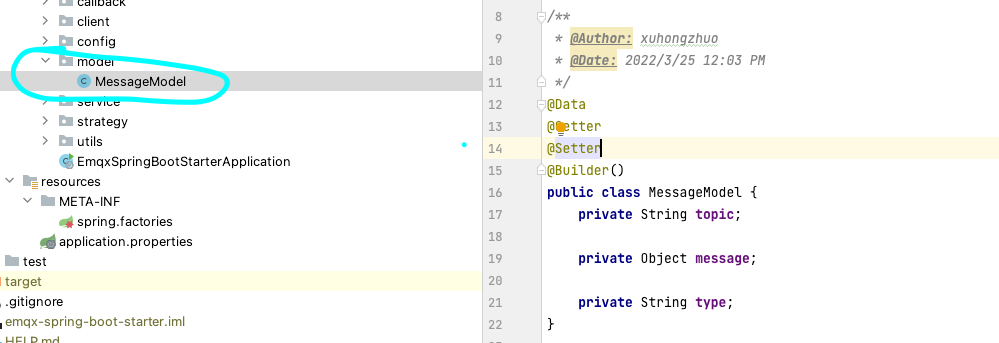 callback
client
config
model
MessageModel
service
strategy
utils
EmqxSpringBootStarterApplication
resources
META-INF
spring.factories
application.properties
test
target
.gitignore
emqx-spring-boot-starter.iml
HELP.md
8 /**
9 * @Author: xuhongzhuo
10 * @Date: 2022/3/25 12:03 PM
11 */
12 @Data
13 @Getter
14 @Setter
15 @Builder()
16 public class MessageModel {
17 private String topic;
18
19 private Object message;
20
21 private String type;
22 }